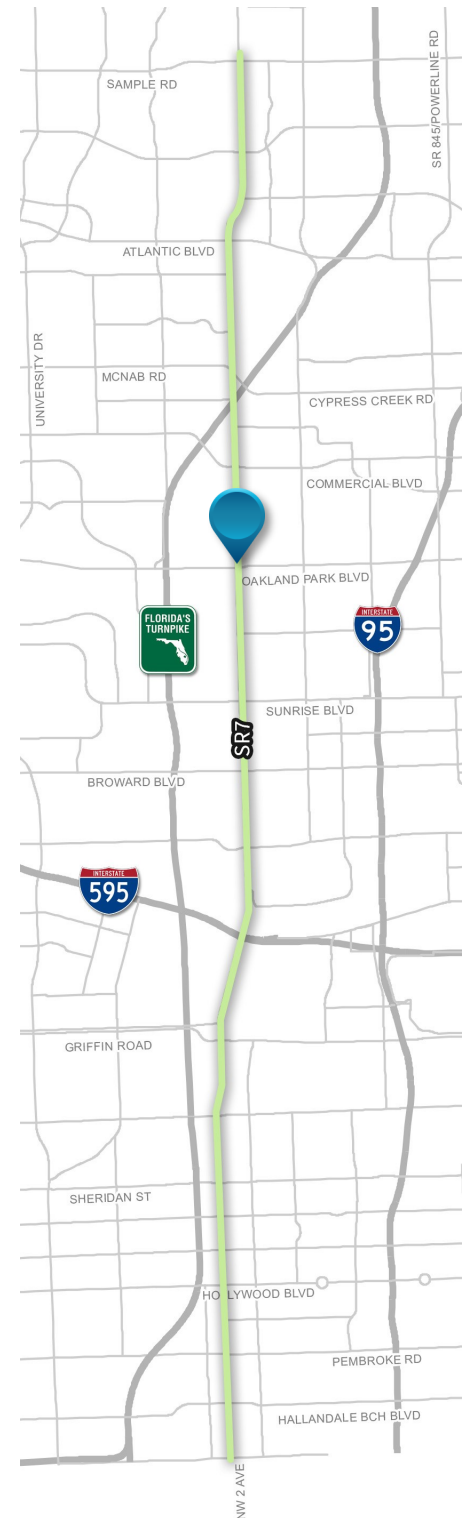 SAMPLE RD
SR 845/POWERLINE RD
ATLANTIC BLVD
UNIVERSITY DR
MCNAB RD
CYPRESS CREEK RD
COMMERCIAL BLVD
OAKLAND PARK BLVD
FLORIDA'S
TURNPIKE
INTERSTATE
95
SUNRISE BLVD
SR7
BROWARD BLVD
INTERSTATE
595
GRIFFIN ROAD
SHERIDAN ST
HOLLYWOOD BLVD
PEMBROKE RD
HALLANDALE BCH BLVD
NW 2 AVE